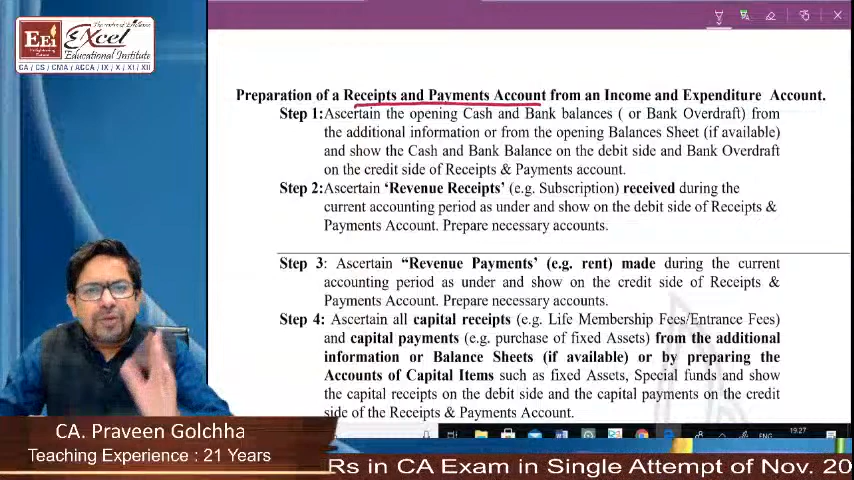 The centre of Excellence
EEi
Excel
Educational Institute
CA / CS / CMA / ACCA / IX / X / XI / XII
Preparation of a Receipts and Payments Account from an Income and Expenditure Account.
Step 1:Ascertain the opening Cash and Bank balances ( or Bank Overdraft) from
the additional information or from the opening Balances Sheet (if available)
and show the Cash and Bank Balance on the debit side and Bank Overdraft
on the credit side of Receipts & Payments account.
Step 2:Ascertain ‘Revenue Receipts’ (e.g. Subscription) received during the
current accounting period as under and show on the debit side of Receipts &
Payments Account. Prepare necessary accounts.
Step 3: Ascertain “Revenue Payments’ (e.g. rent) made during the current
accounting period as under and show on the credit side of Receipts &
Payments Account. Prepare necessary accounts.
Step 4: Ascertain all capital receipts (e.g. Life Membership Fees/Entrance Fees)
and capital payments (e.g. purchase of fixed Assets) from the additional
information or Balance Sheets (if available) or by preparing the
Accounts of Capital Items such as fixed Assets, Special funds and show
the capital receipts on the debit side and the capital payments on the credit
side of the Receipts & Payments Account.
19:27
ENG
CA. Praveen Golchha
Teaching Experience : 21 Years
Rs in CA Exam in Single Attempt of Nov. 20